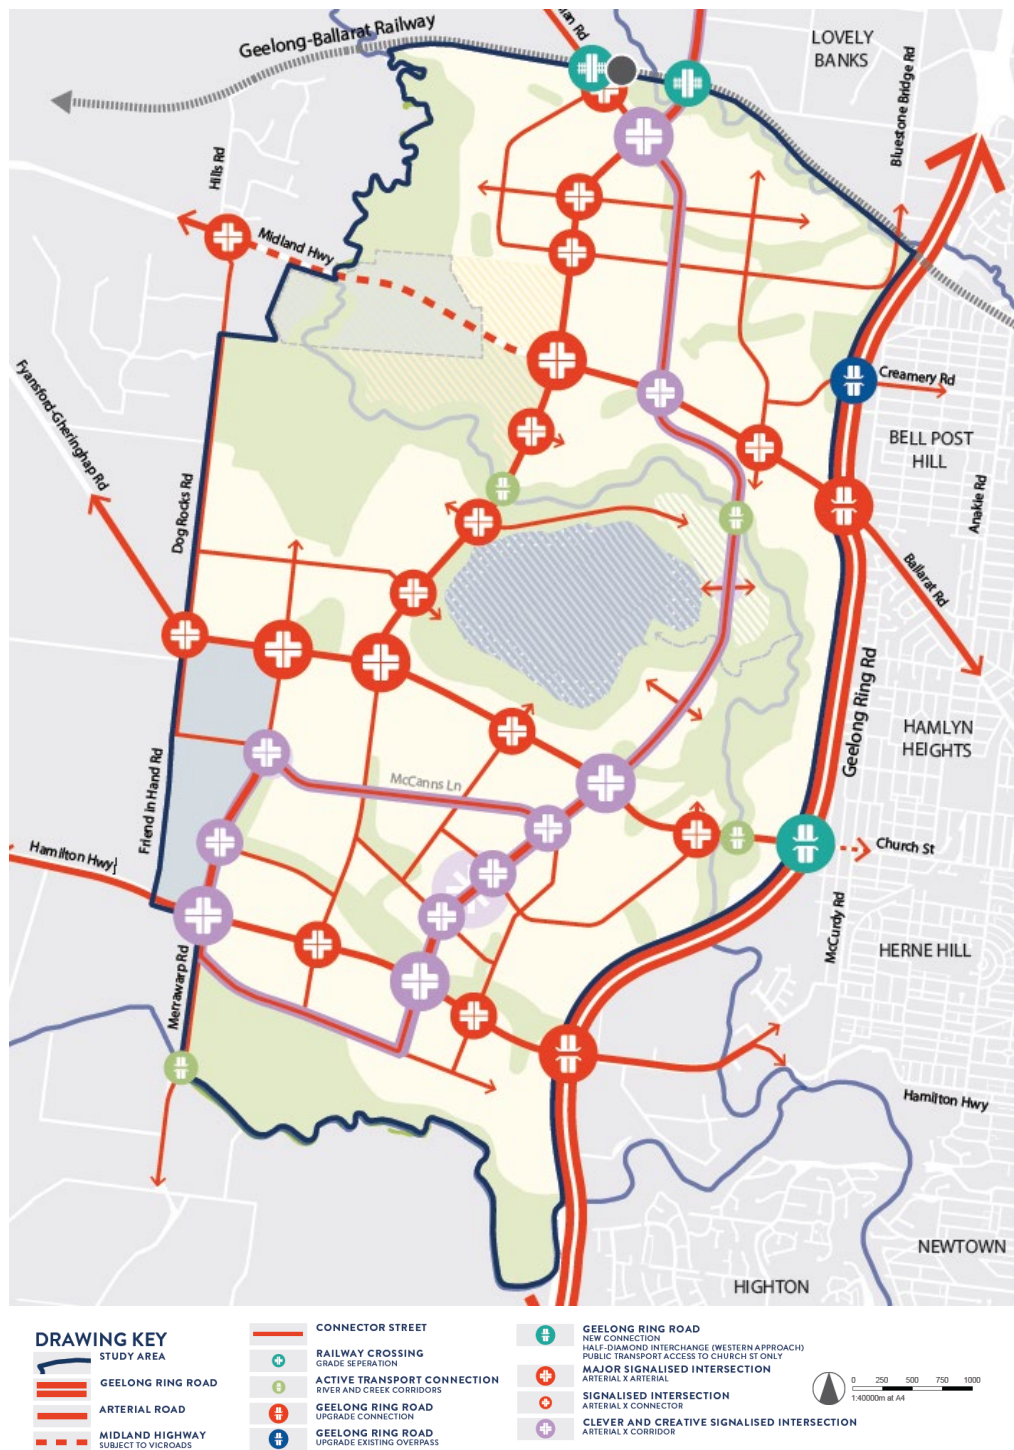 LOVELY
BANKS
Geelong-Ballarat Railway
Bluestone Bridge Rd
Hills Rd
Midland Hwy
Fyansford-Gheringhap Rd
Creamery Rd
BELL POST
HILL
Anakie Rd
Dog Rocks Rd
Ballarat Rd
Geelong Ring Rd
HAMLYN
HEIGHTS
McCanns Ln
Friend in Hand Rd
Hamilton Hwy}
Church St
McCurdy Rd
HERNE HILL
Merrawarp Rd
Hamilton Hwy
NEWTOWN
HIGHTON
DRAWING KEY
STUDY AREA
GEELONG RING ROAD
ARTERIAL ROAD
MIDLAND HIGHWAY
SUBJECT TO VICROADS
CONNECTOR STREET
RAILWAY CROSSING
GRADE SEPERATION
ACTIVE TRANSPORT CONNECTION
RIVER AND CREEK CORRIDORS
GEELONG RING ROAD
UPGRADE CONNECTION
GEELONG RING ROAD
UPGRADE EXISTING OVERPASS
GEELONG RING ROAD
NEW CONNECTION
HALF-DIAMOND INTERCHANGE (WESTERN APPROACH)
PUBLIC TRANSPORT ACCESS TO CHURCH ST ONLY
MAJOR SIGNALISED INTERSECTION
ARTERIAL X ARTERIAL
SIGNALISED INTERSECTION
ARTERIAL X CONNECTOR
CLEVER AND CREATIVE SIGNALISED INTERSECTION
ARTERIAL X CORRIDOR
0 250 500 750 1000
1:40000m at A4